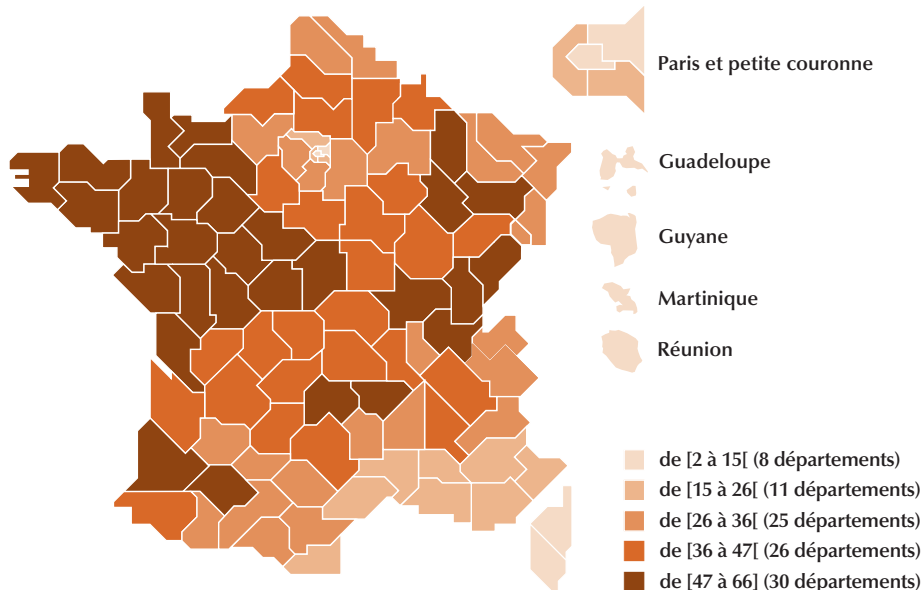 Paris et petite couronne
Guadeloupe
Guyane
Martinique
Réunion
de [2 à 15[ (8 départements)
de [15 à 26[ (11 départements)
de [26 à 36[ (25 départements)
de [36 à 47[ (26 départements)
de [47 à 66] (30 départements)